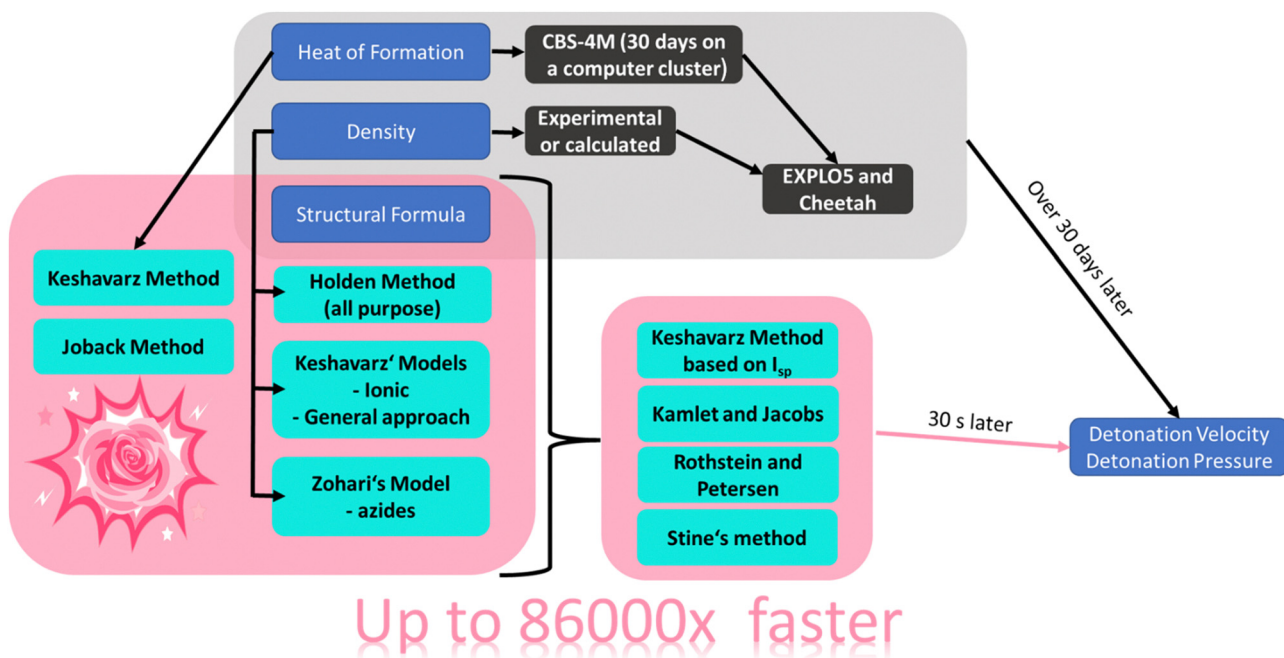 Heat of Formation
CBS-4M (30 days on
a computer cluster)
Density
Experimental
or calculated
EXPLO5 and
Cheetah
Structural Formula
Over 30 days later
Keshavarz Method
Joback Method
Holden Method
(all purpose)
Keshavarz‘ Models
- Ionic
- General approach
Zohari‘s Model
- azides
Keshavarz Method
based on Isp
Kamlet and Jacobs
Rothstein and
Petersen
Stine‘s method
30 s later
Detonation Velocity
Detonation Pressure
Up to 86000x faster